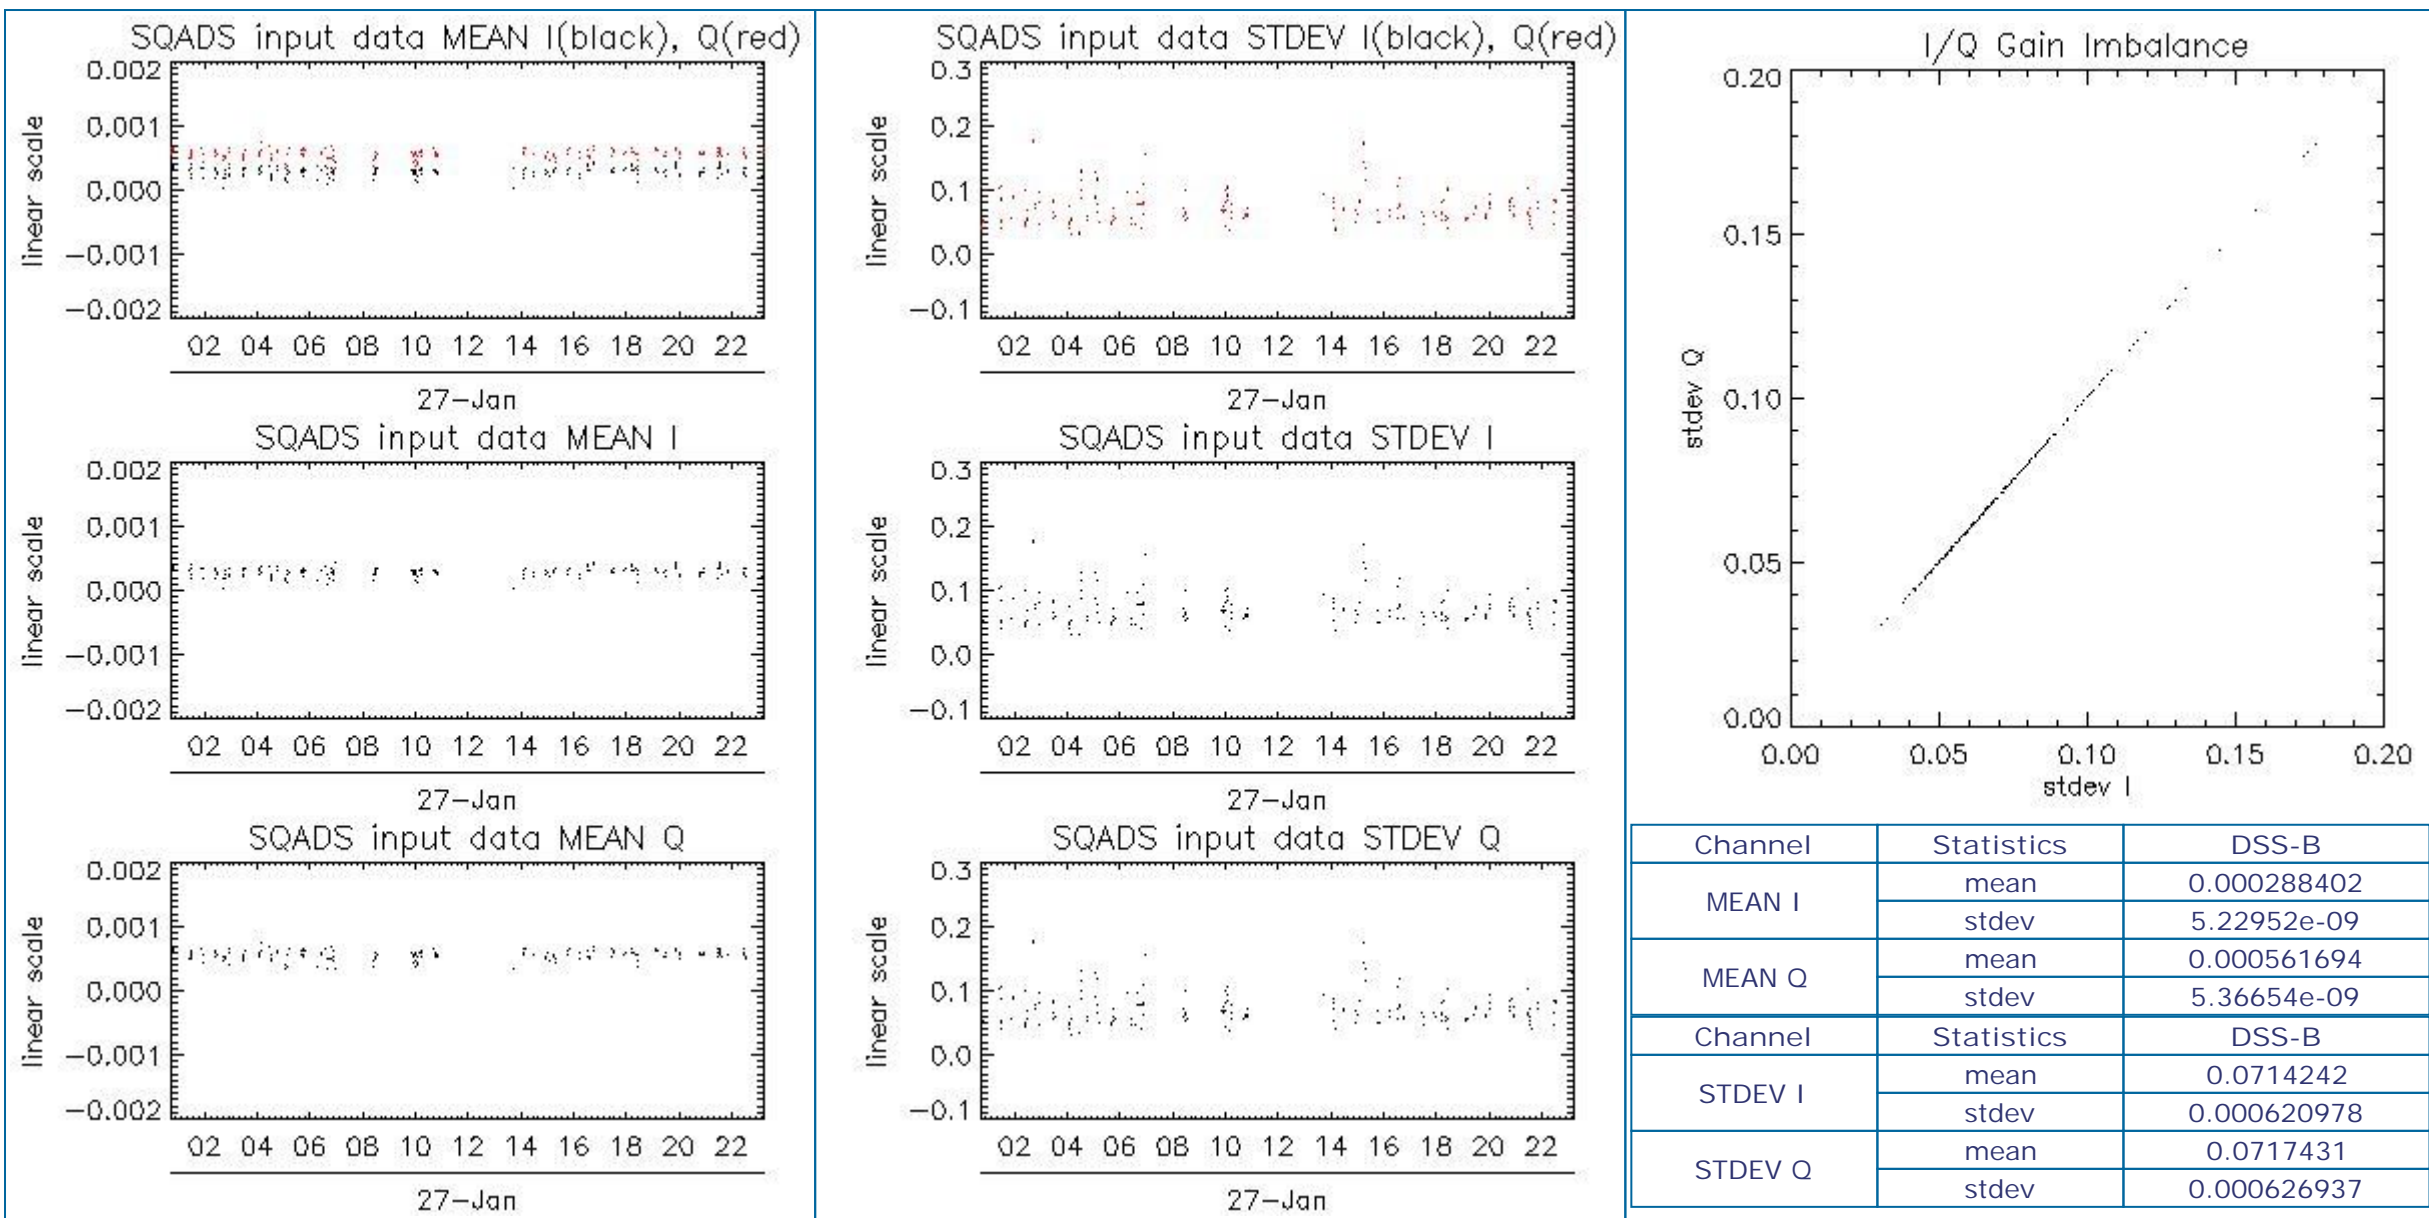 SQADS input data MEAN I(black), Q(red)
0.002
0.001
0.000
-0.001
-0.002
linear scale
02 04 06 08 10 12 14 16 18 20 22
27-Jan
SQADS input data MEAN I
0.002
0.001
0.000
-0.001
-0.002
linear scale
02 04 06 08 10 12 14 16 18 20 22
27-Jan
SQADS input data MEAN Q
0.002
0.001
0.000
-0.001
-0.002
linear scale
02 04 06 08 10 12 14 16 18 20 22
27-Jan
SQADS input data STDEV I(black), Q(red)
0.3
0.2
0.1
0.0
-0.1
linear scale
02 04 06 08 10 12 14 16 18 20 22
27-Jan
SQADS input data STDEV I
0.3
0.2
0.1
0.0
-0.1
linear scale
02 04 06 08 10 12 14 16 18 20 22
27-Jan
SQADS input data STDEV Q
0.3
0.2
0.1
0.0
-0.1
linear scale
02 04 06 08 10 12 14 16 18 20 22
27-Jan
I/Q Gain Imbalance
0.20
0.15
0.10
0.05
0.00
stdev Q
0.00 0.05 0.10 0.15 0.20
stdev I
Channel Statistics DSS-B
MEAN I mean 0.000288402
stdev 5.22952e-09
MEAN Q mean 0.000561694
stdev 5.36654e-09
Channel Statistics DSS-B
STDEV I mean 0.0714242
stdev 0.000620978
STDEV Q mean 0.0717431
stdev 0.000626937